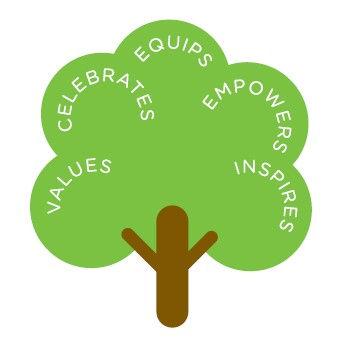 VALUES
CELEBRATES
EQUIPS
EMPOWERS
INSPIRES